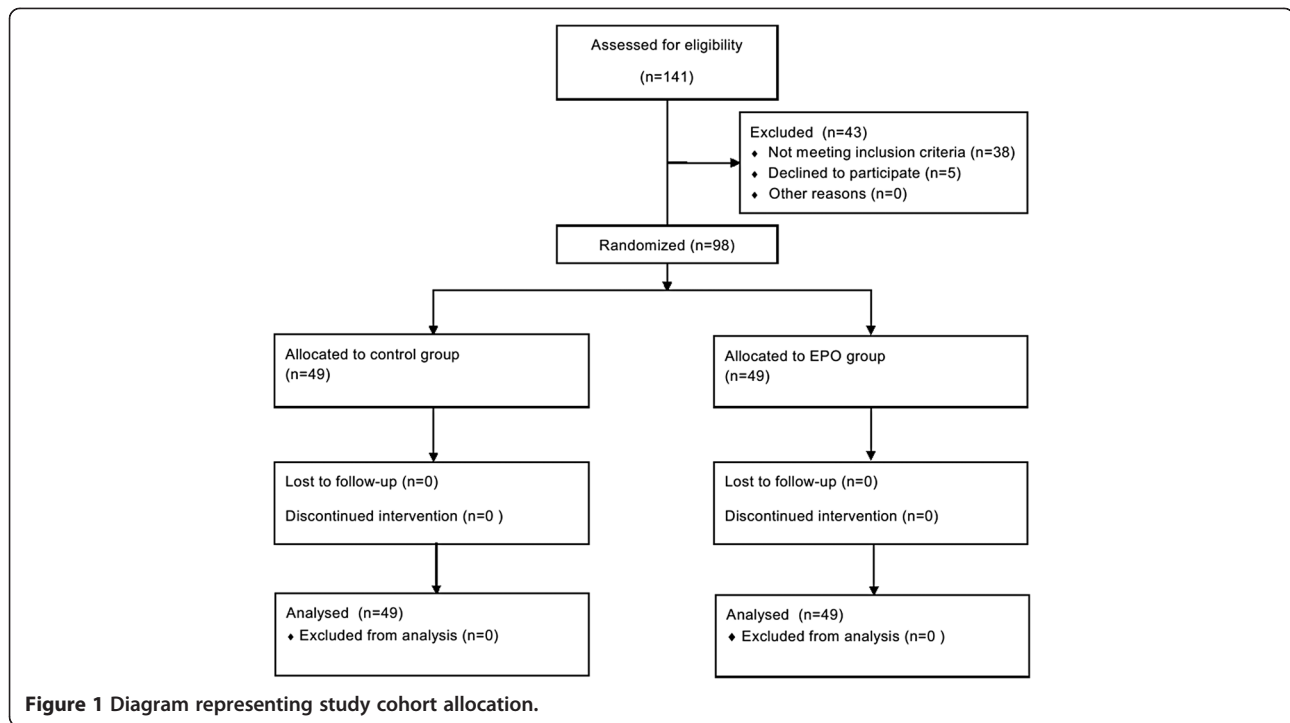 Assessed for eligibility
(n=141)
Excluded (n=43)
♦ Not meeting inclusion criteria (n=38)
♦ Declined to participate (n=5)
♦ Other reasons (n=0)
Randomized (n=98)
Allocated to control group
(n=49)
Allocated to EPO group
(n=49)
Lost to follow-up (n=0)
Discontinued intervention (n=0 )
Lost to follow-up (n=0)
Discontinued intervention (n=0)
Analysed (n=49)
♦ Excluded from analysis (n=0)
Analysed (n=49)
♦ Excluded from analysis (n=0 )
Figure 1 Diagram representing study cohort allocation.